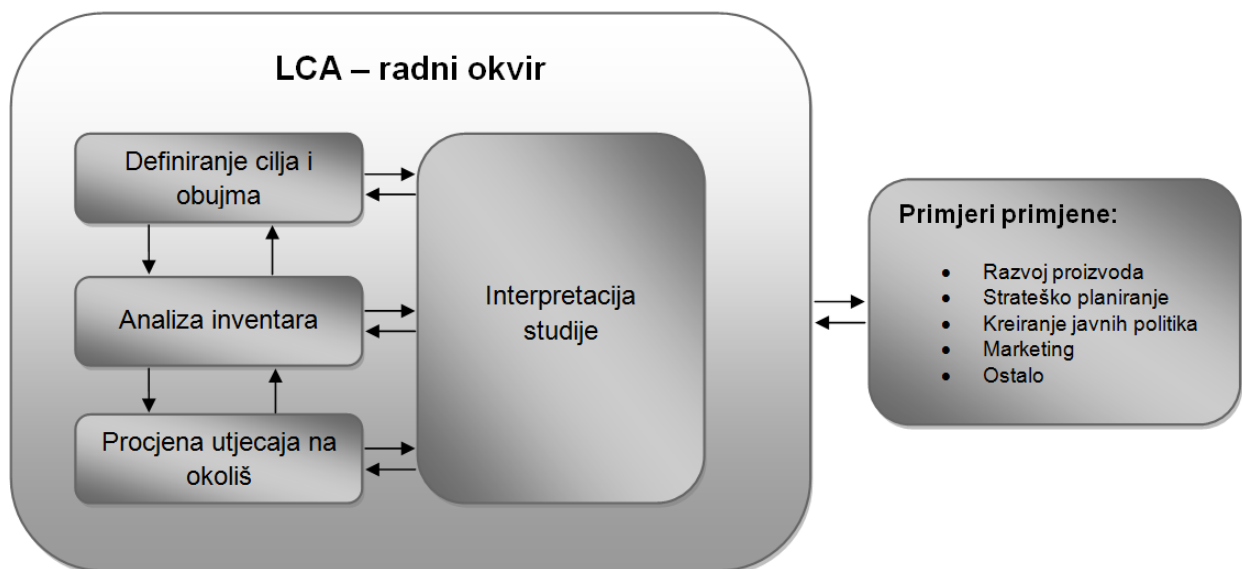 LCA – radni okvir
Definiranje cilja i
obujma
Analiza inventara
Procjena utjecaja na
okoliš
Interpretacija
studije
Primjeri primjene:
• Razvoj proizvoda
• Strateško planiranje
• Kreiranje javnih politika
• Marketing
• Ostalo